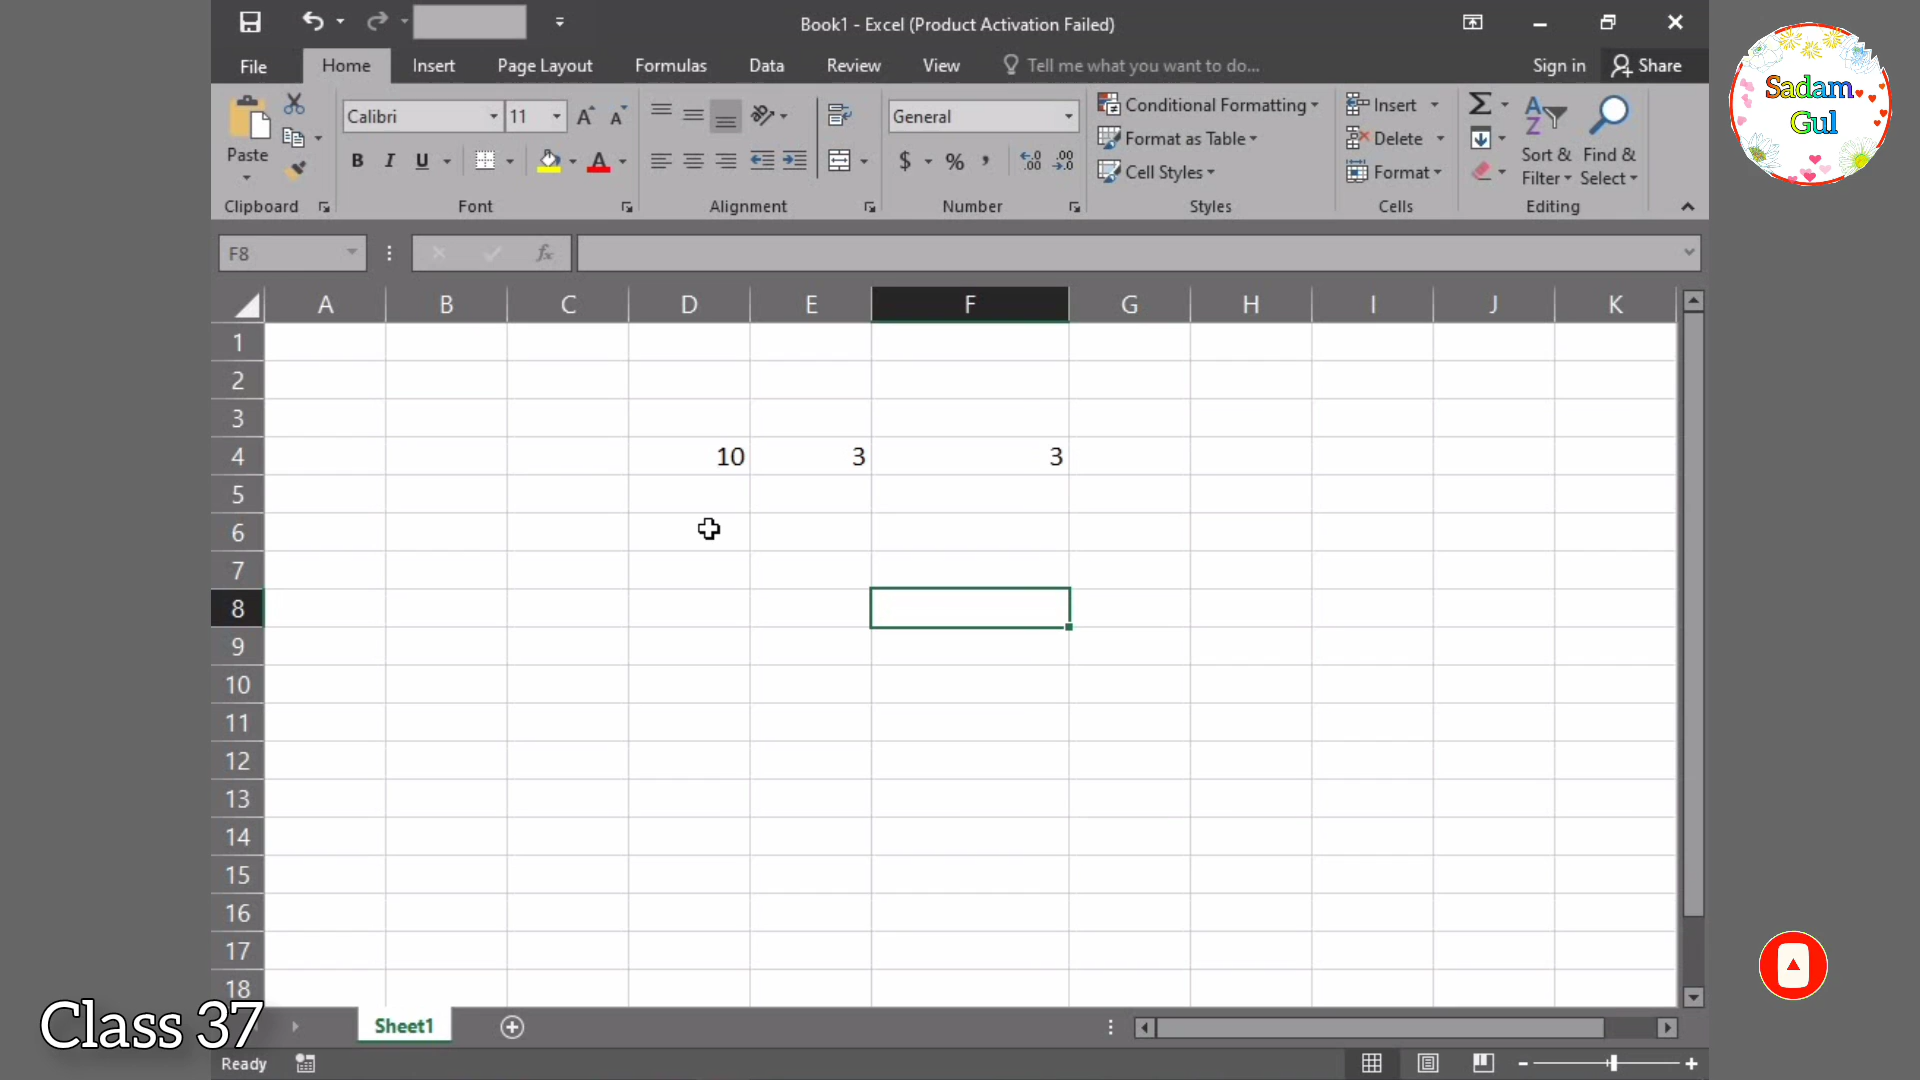 Book1 - Excel (Product Activation Failed)
File Home Insert Page Layout Formulas Data Review View Tell me what you want to do... Sign in Share
Sadam
Gul
Paste
Calibri 11
B I U A
General
$ % ,
Conditional Formatting
Format as Table
Cell Styles
Insert
Delete
Format
Sort &
Filter
Find &
Select
Clipboard Font Alignment Number Styles Cells Editing
F8 fx
A B C D E F G H I J K
1
2
3
4 10 3 3
5
6
7
8
9
10
11
12
13
14
15
16
17
18
Class 37
Sheet1
Ready